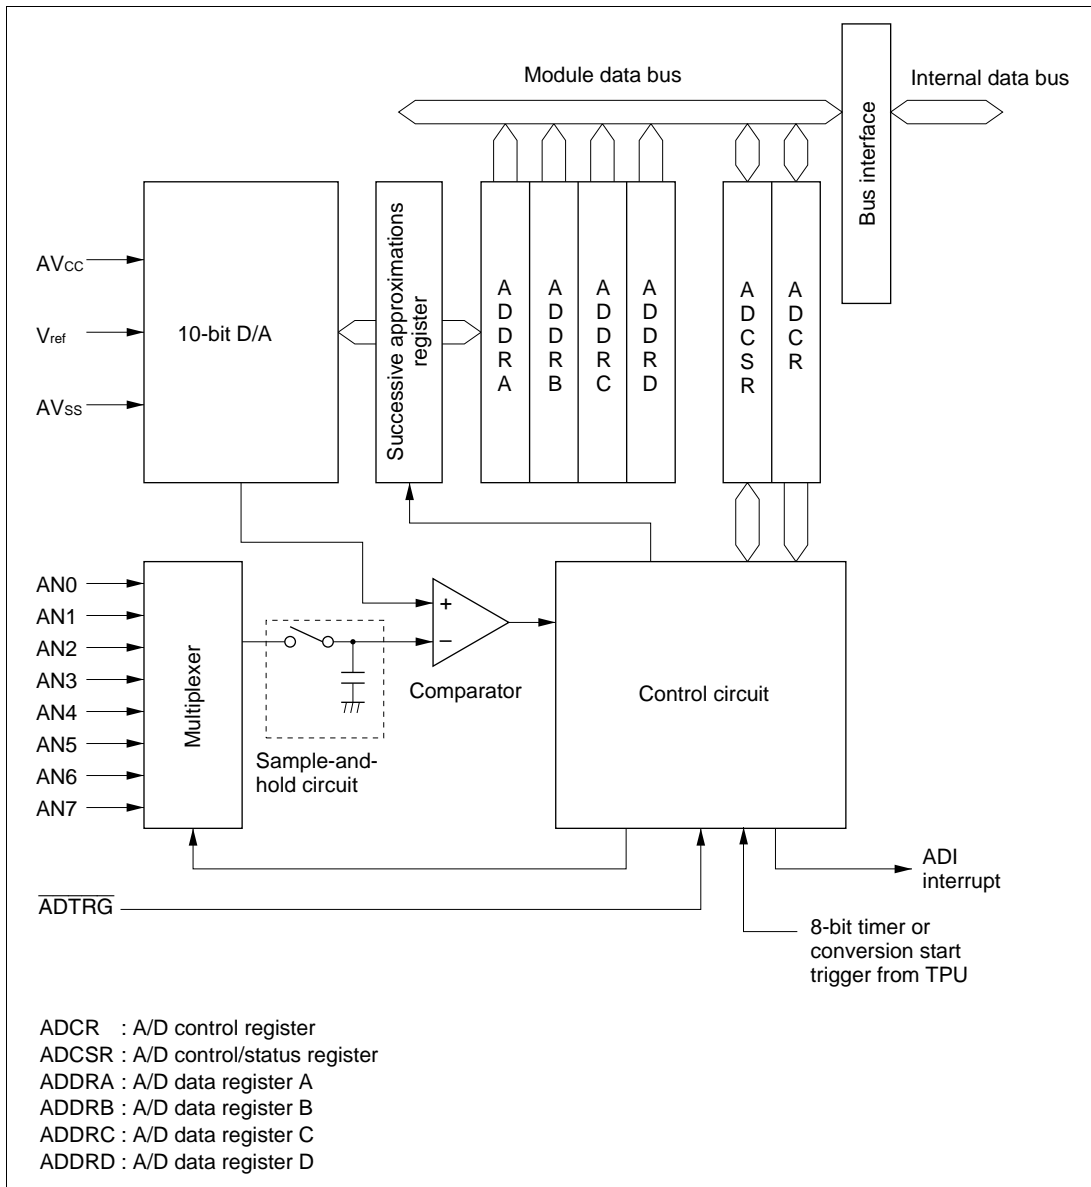 Module data bus
Internal data bus
Bus interface
AVCC
Vref
AVSS
10-bit D/A
Successive approximations
register
ADDRA
ADDRB
ADDRC
ADDRD
ADCSR
ADCR
AN0
AN1
AN2
AN3
AN4
AN5
AN6
AN7
Multiplexer
+
−
Comparator
Sample-and-
hold circuit
Control circuit
ADI
interrupt
ADTRG
8-bit timer or
conversion start
trigger from TPU
ADCR : A/D control register
ADCSR : A/D control/status register
ADDRA : A/D data register A
ADDRB : A/D data register B
ADDRC : A/D data register C
ADDRD : A/D data register D